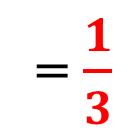 = 1/3